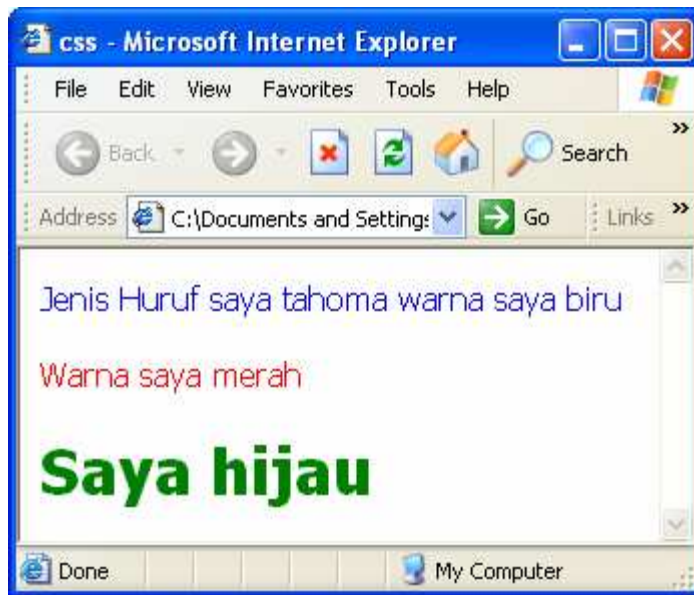 css - Microsoft Internet Explorer
File Edit View Favorites Tools Help
Back Search »
Address C:\Documents and Settings Go Links »
Jenis Huruf saya tahoma warna saya biru
Warna saya merah
Saya hijau
Done My Computer